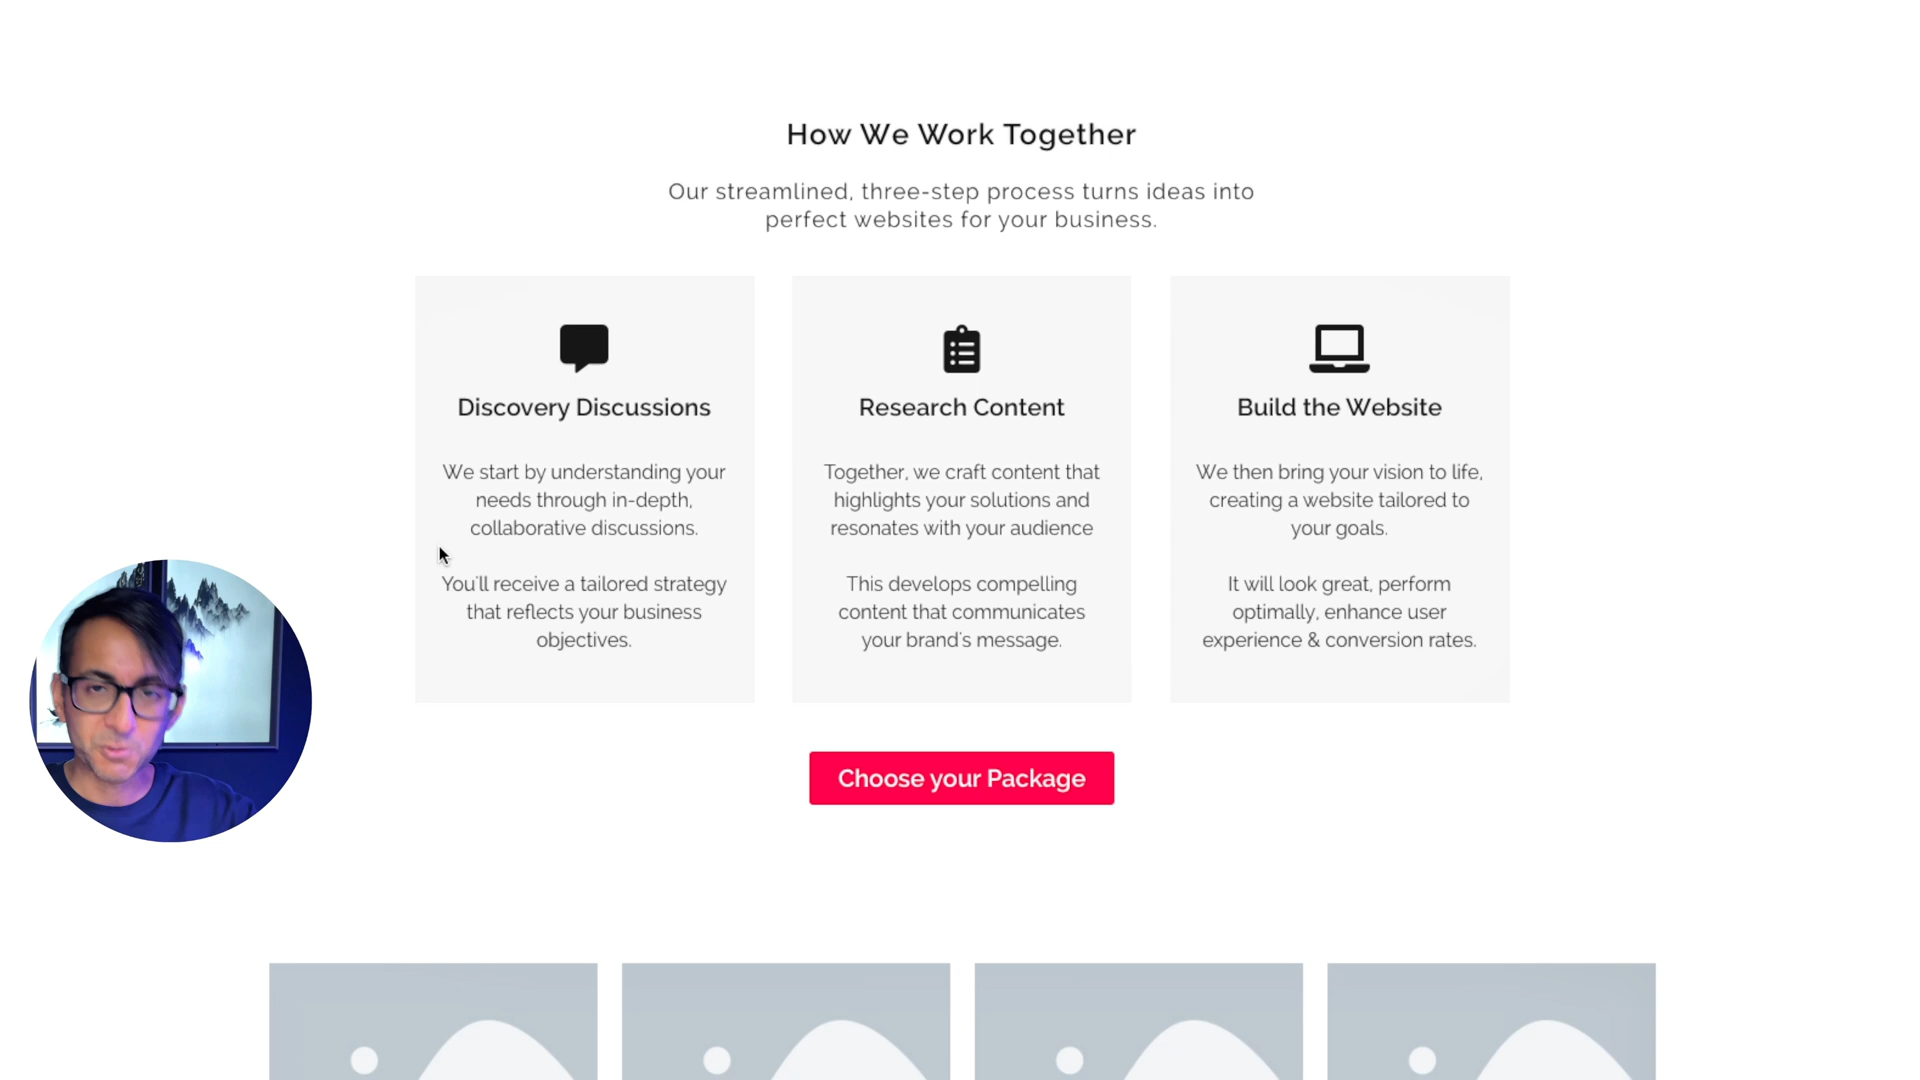 How We Work Together
Our streamlined, three-step process turns ideas into
perfect websites for your business.
Discovery Discussions
We start by understanding your
needs through in-depth,
collaborative discussions.
You'll receive a tailored strategy
that reflects your business
objectives.
Research Content
Together, we craft content that
highlights your solutions and
resonates with your audience
This develops compelling
content that communicates
your brand's message.
Build the Website
We then bring your vision to life,
creating a website tailored to
your goals.
It will look great, perform
optimally, enhance user
experience & conversion rates.
Choose your Package